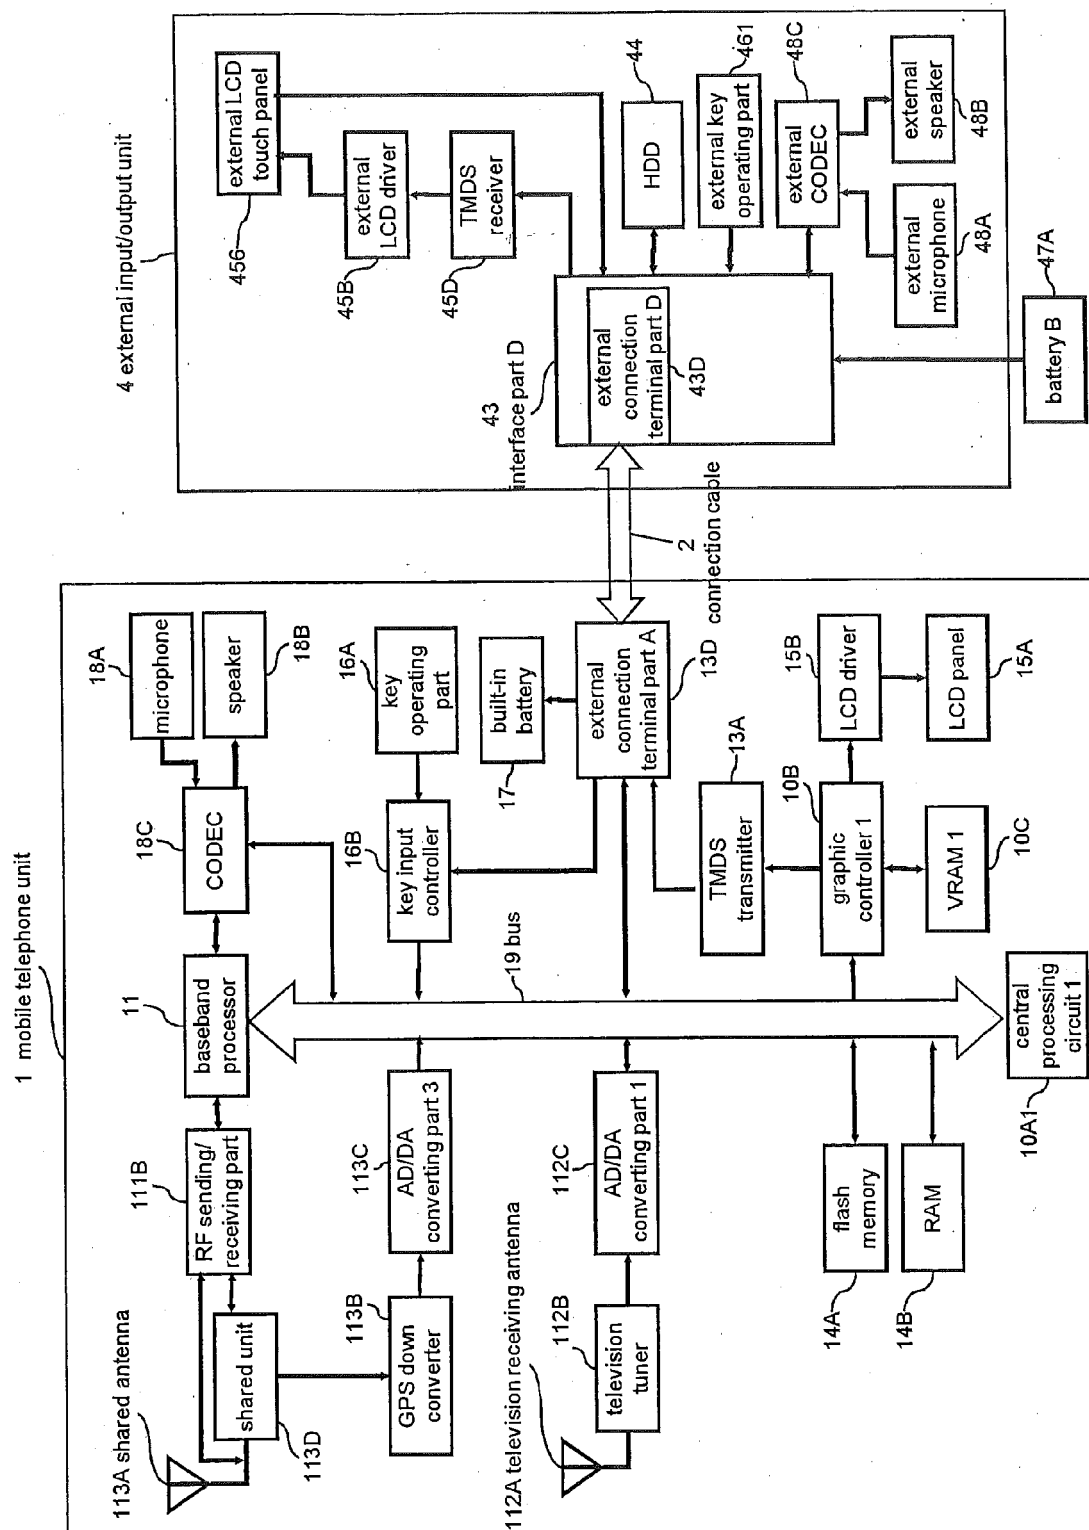 1 mobile telephone unit
113A shared antenna
shared unit
113D
111B
RF sending/
receiving part
11
baseband
processor
18C
CODEC
18A
microphone
speaker
18B
113B
GPS down
converter
113C
AD/DA
converting part 3
16B
key input
controller
16A
key
operating
part
112A television receiving antenna
112B
television
tuner
112C
AD/DA
converting part 1
19 bus
17
built-in
battery
external
connection
terminal part A
13D
13A
TMDS
transmitter
10B
graphic
controller 1
15B
LCD driver
LCD panel
15A
VRAM 1
10C
14A
flash
memory
14B
RAM
10A1
central
processing
circuit 1
2
connection cable
4 external input/output unit
456
external LCD
touch panel
45B
external
LCD driver
45D
TMDS
receiver
43
interface part D
external
connection
terminal part D
43D
HDD
44
external key
operating part
461
external
CODEC
48C
external
microphone
48A
external
speaker
48B
battery B
47A